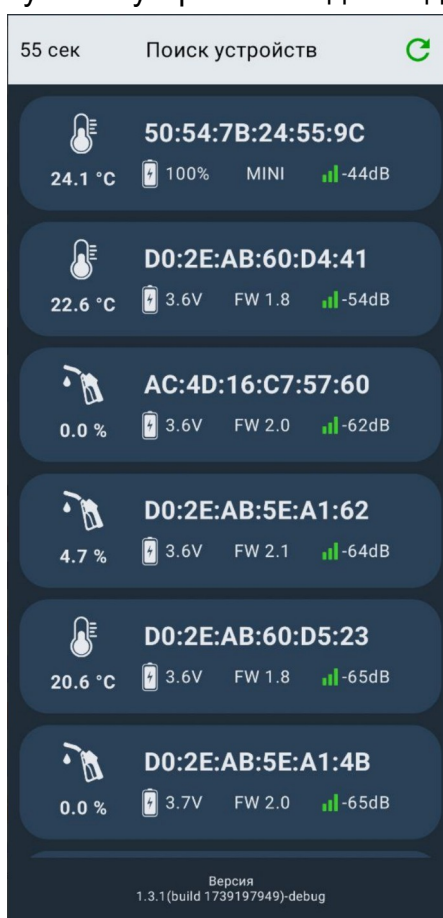 55 сек Поиск устройств
50:54:7B:24:55:9C
24.1 °C 100% MINI -44dB
D0:2E:AB:60:D4:41
22.6 °C 3.6V FW 1.8 -54dB
AC:4D:16:C7:57:60
0.0 % 3.6V FW 2.0 -62dB
D0:2E:AB:5E:A1:62
4.7 % 3.6V FW 2.1 -64dB
D0:2E:AB:60:D5:23
20.6 °C 3.6V FW 1.8 -65dB
D0:2E:AB:5E:A1:4B
0.0 % 3.7V FW 2.0 -65dB
Версия
1.3.1(build 1739197949)-debug